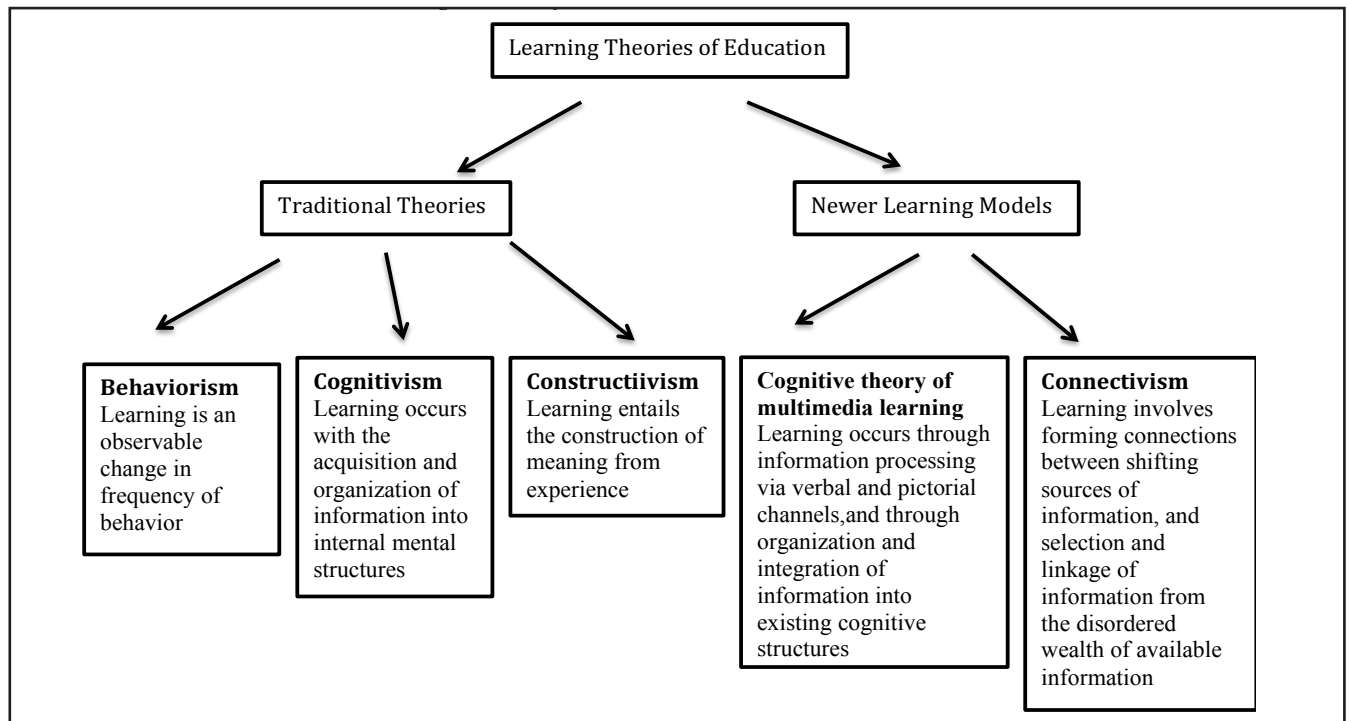 Learning Theories of Education
Traditional Theories
Newer Learning Models
Behaviorism
Learning is an
observable
change in
frequency of
behavior
Cognitivism
Learning occurs
with the
acquisition and
organization of
information into
internal mental
structures
Constructiivism
Learning entails
the construction of
meaning from
experience
Cognitive theory of
multimedia learning
Learning occurs through
information processing
via verbal and pictorial
channels,and through
organization and
integration of
information into
existing cognitive
structures
Connectivism
Learning involves
forming connections
between shifting
sources of
information, and
selection and
linkage of
information from
the disordered
wealth of available
information